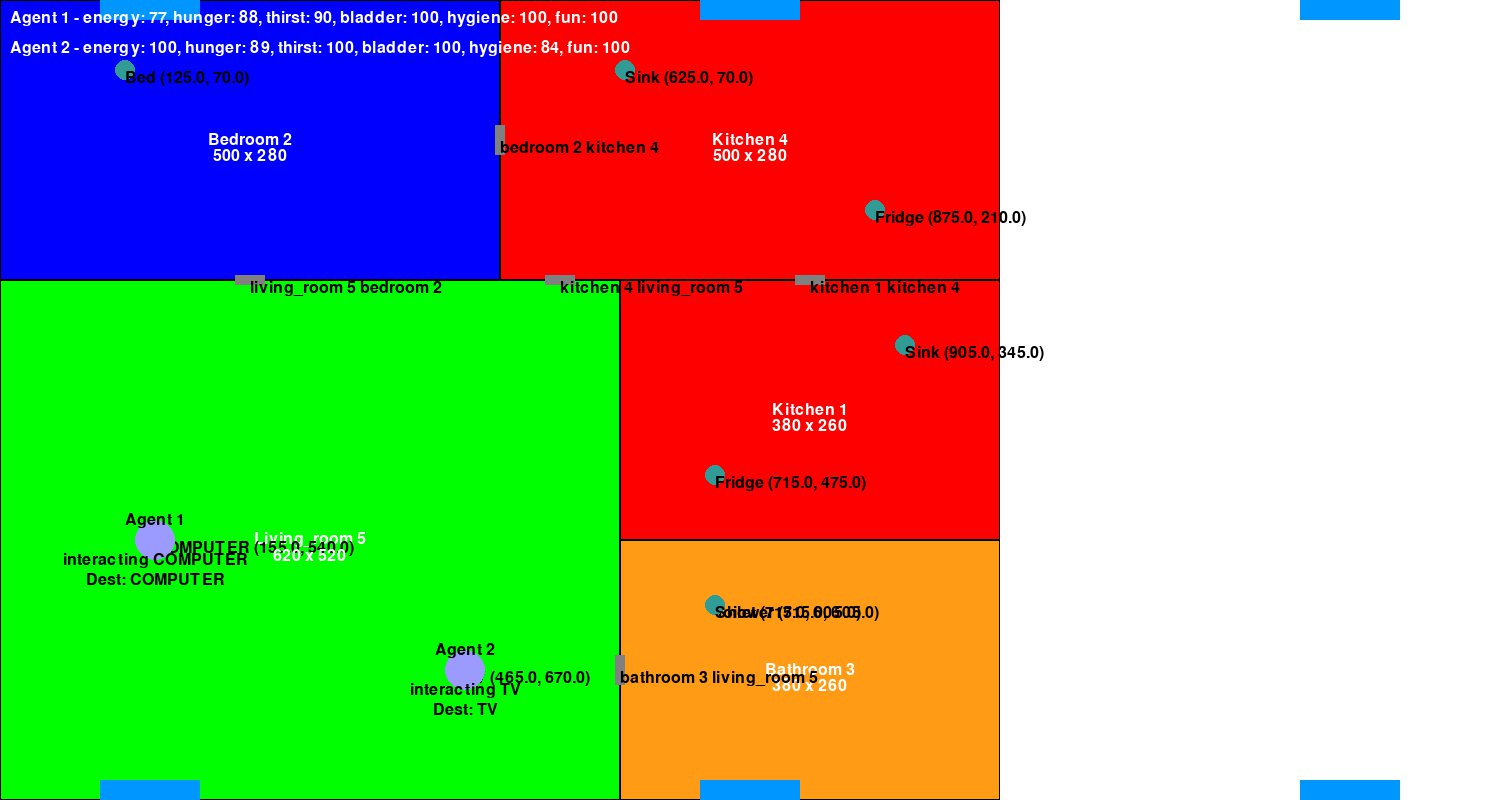 Agent 1 - energy: 77, hunger: 88, thirst: 90, bladder: 100, hygiene: 100, fun: 100
Agent 2 - energy: 100, hunger: 89, thirst: 100, bladder: 100, hygiene: 84, fun: 100
Bed (125.0, 70.0)
Sink (625.0, 70.0)
Bedroom 2
500 x 280
Kitchen 4
500 x 280
bedroom 2 kitchen 4
Fridge (875.0, 210.0)
living_room 5 bedroom 2
kitchen 4 living_room 5
kitchen 1 kitchen 4
Sink (905.0, 345.0)
Kitchen 1
380 x 260
Fridge (715.0, 475.0)
Agent 1
Living_room 5
620 x 520
OMPUTER (155.0, 540.0)
interacting COMPUTER
Dest: COMPUTER
Agent 2
(465.0, 670.0)
interacting TV
Dest: TV
Bathroom 3
380 x 260
bathroom 3 living_room 5